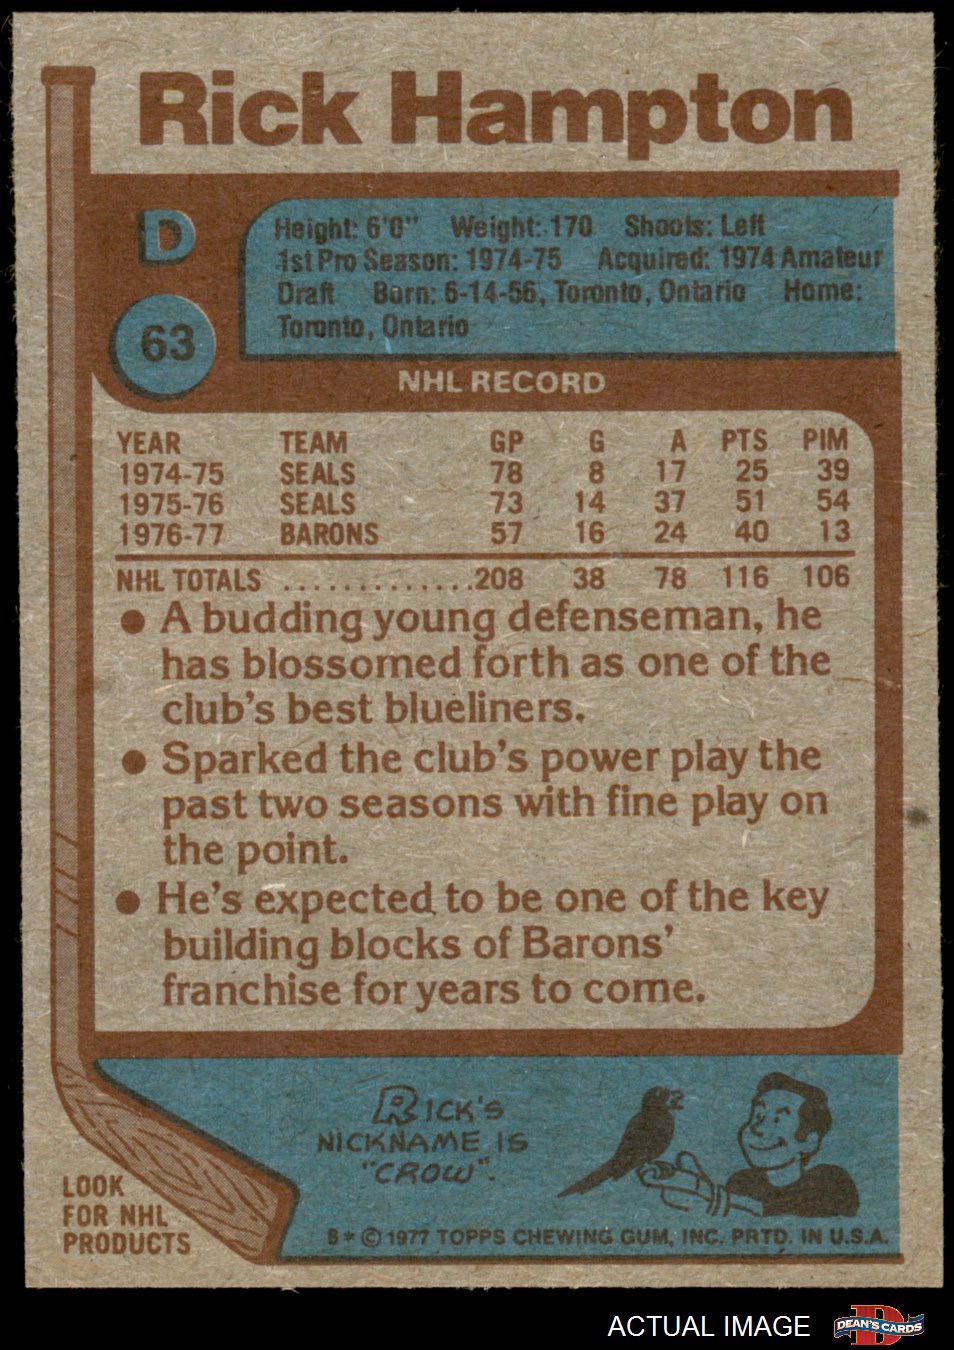 Rick Hampton
D
63
Height: 6'0" Weight: 170 Shoots: Left
1st Pro Season: 1974-75 Acquired: 1974 Amateur
Draft Born: 6-14-56, Toronto, Ontario Home:
Toronto, Ontario
NHL RECORD
YEAR TEAM GP G A PTS PIM
1974-75 SEALS 78 8 17 25 39
1975-76 SEALS 73 14 37 51 54
1976-77 BARONS 57 16 24 40 13
NHL TOTALS .............208 38 78 116 106
● A budding young defenseman, he
has blossomed forth as one of the
club's best blueliners.
● Sparked the club's power play the
past two seasons with fine play on
the point.
● He's expected to be one of the key
building blocks of Barons'
franchise for years to come.
RICK'S
NICKNAME IS
"CROW".
LOOK
FOR NHL
PRODUCTS
B* © 1977 TOPPS CHEWING GUM, INC. PRTD. IN U.S.A.
ACTUAL IMAGE
D
DEAN'S CARDS